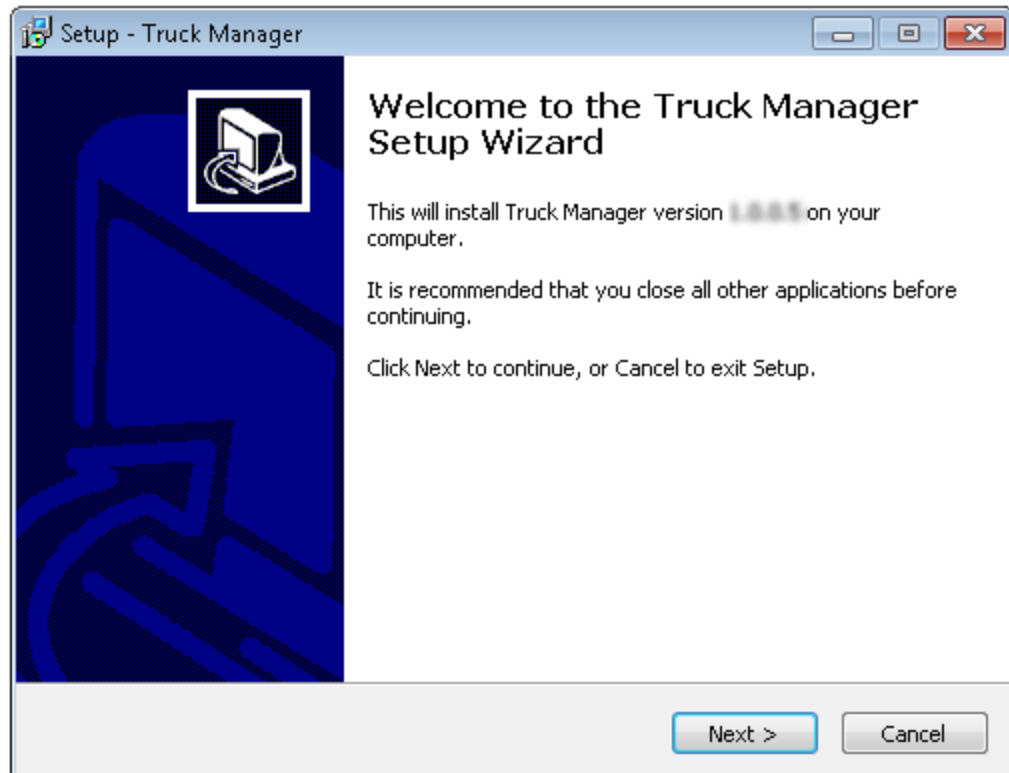 Setup - Truck Manager
Welcome to the Truck Manager
Setup Wizard
This will install Truck Manager version on your
computer.
It is recommended that you close all other applications before
continuing.
Click Next to continue, or Cancel to exit Setup.
Next >
Cancel